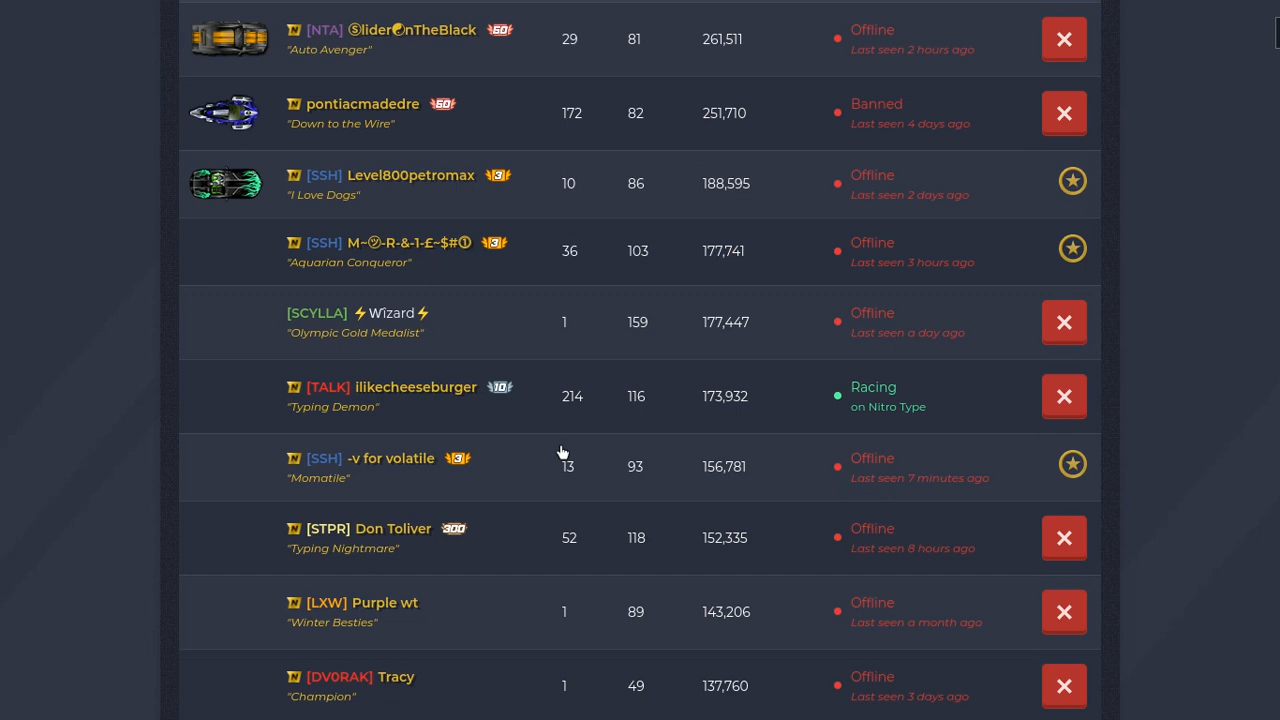 N [NTA] Ⓢlider☯nTheBlack 60
"Auto Avenger"
29 81 261,511
Offline
Last seen 2 hours ago
N pontiacmadedre 60
"Down to the Wire"
172 82 251,710
Banned
Last seen 4 days ago
N [SSH] Level800petromax 3
"I Love Dogs"
10 86 188,595
Offline
Last seen 2 days ago
N [SSH] M~㋡-R-&-1-£~$#① 3
"Aquarian Conqueror"
36 103 177,741
Offline
Last seen 3 hours ago
[SCYLLA] ⚡Wîzard⚡
"Olympic Gold Medalist"
1 159 177,447
Offline
Last seen a day ago
N [TALK] ilikecheeseburger 10
"Typing Demon"
214 116 173,932
Racing
on Nitro Type
N [SSH] -v for volatile 3
"Momatile"
13 93 156,781
Offline
Last seen 7 minutes ago
N [STPR] Don Toliver 300
"Typing Nightmare"
52 118 152,335
Offline
Last seen 8 hours ago
N [LXW] Purple wt
"Winter Besties"
1 89 143,206
Offline
Last seen a month ago
N [DV0RAK] Tracy
"Champion"
1 49 137,760
Offline
Last seen 3 days ago